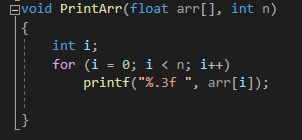 void PrintArr(float arr[], int n)
{
    int i;
    for (i = 0; i < n; i++)
        printf("%.3f ", arr[i]);
}